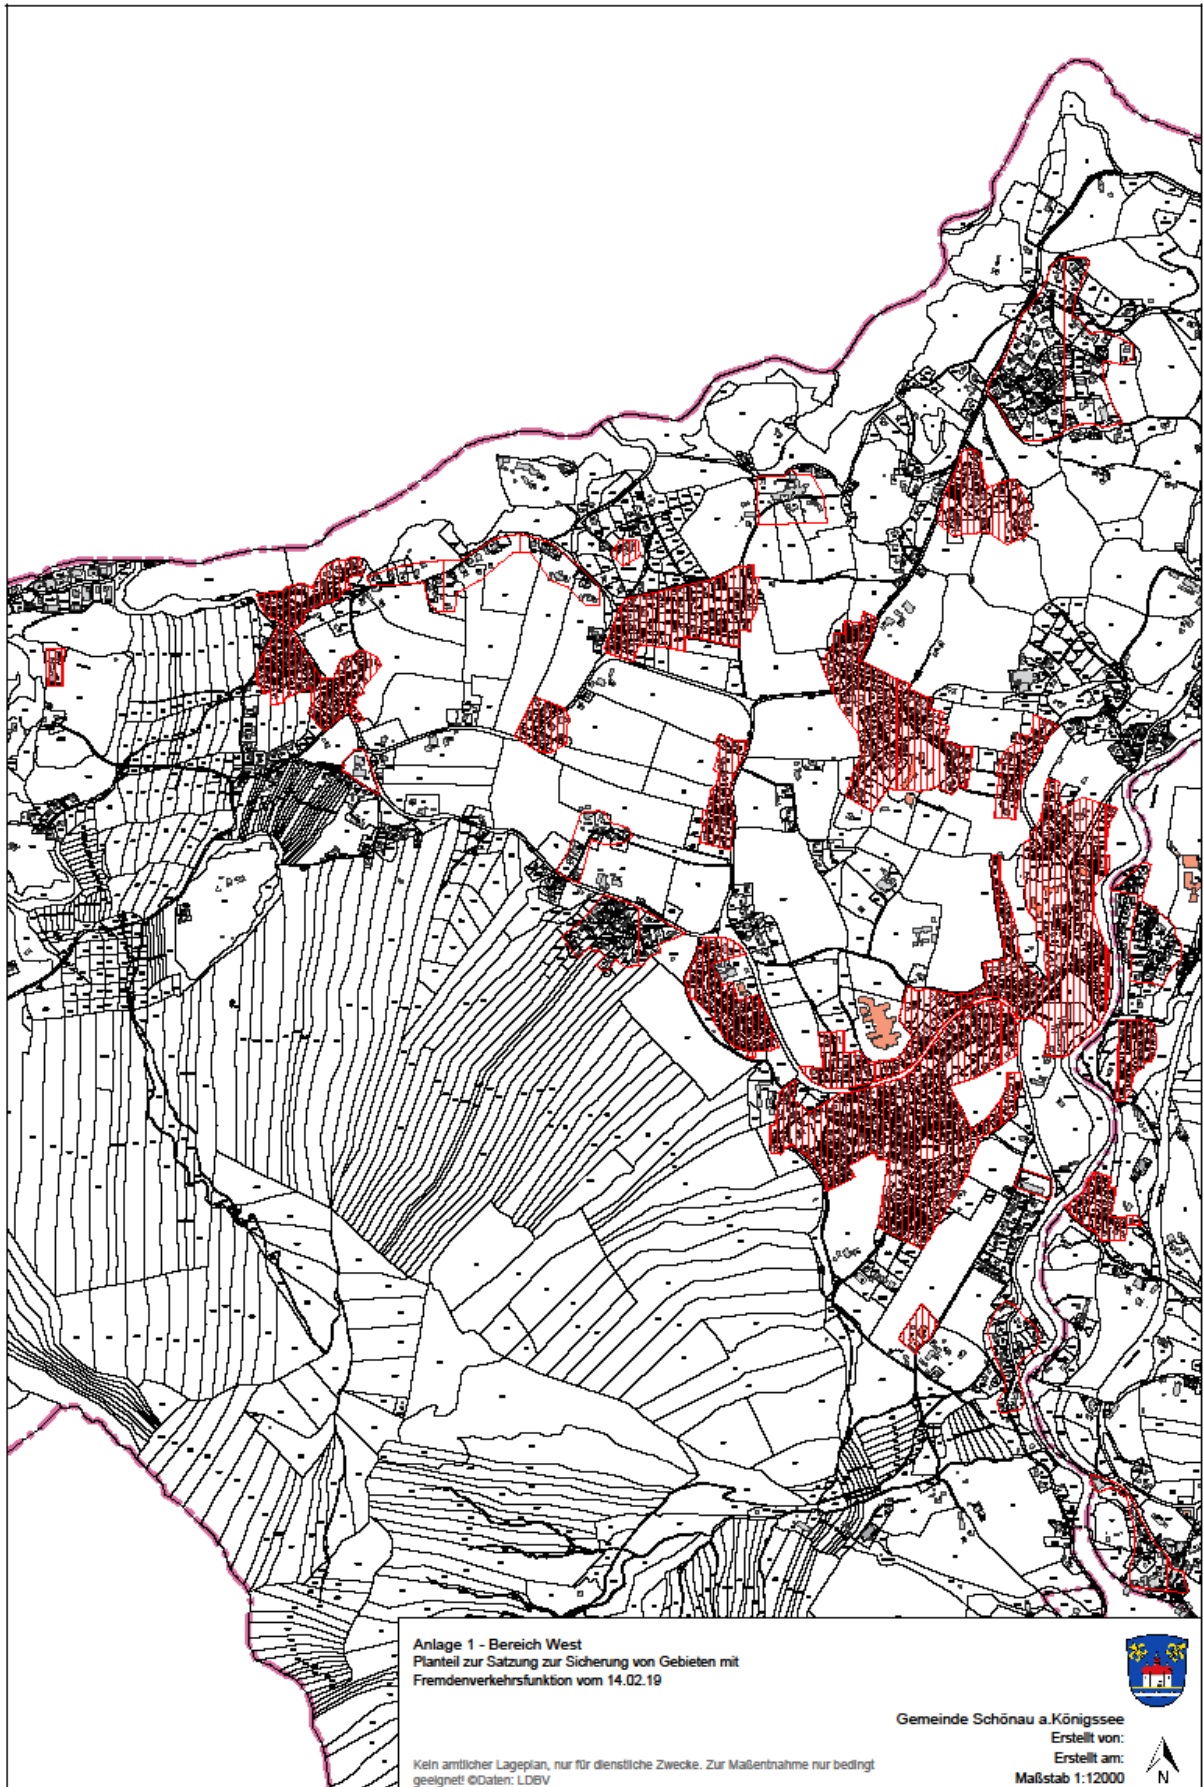 Anlage 1 - Bereich West
Planteil zur Satzung zur Sicherung von Gebieten mit
Fremdenverkehrsfunktion vom 14.02.19
Gemeinde Schönau a.Königssee
Erstellt von:
Erstellt am:
Maßstab 1:12000
N
Kein amtlicher Lageplan, nur für dienstliche Zwecke. Zur Maßentnahme nur bedingt
geeignet! ©Daten: LDBV